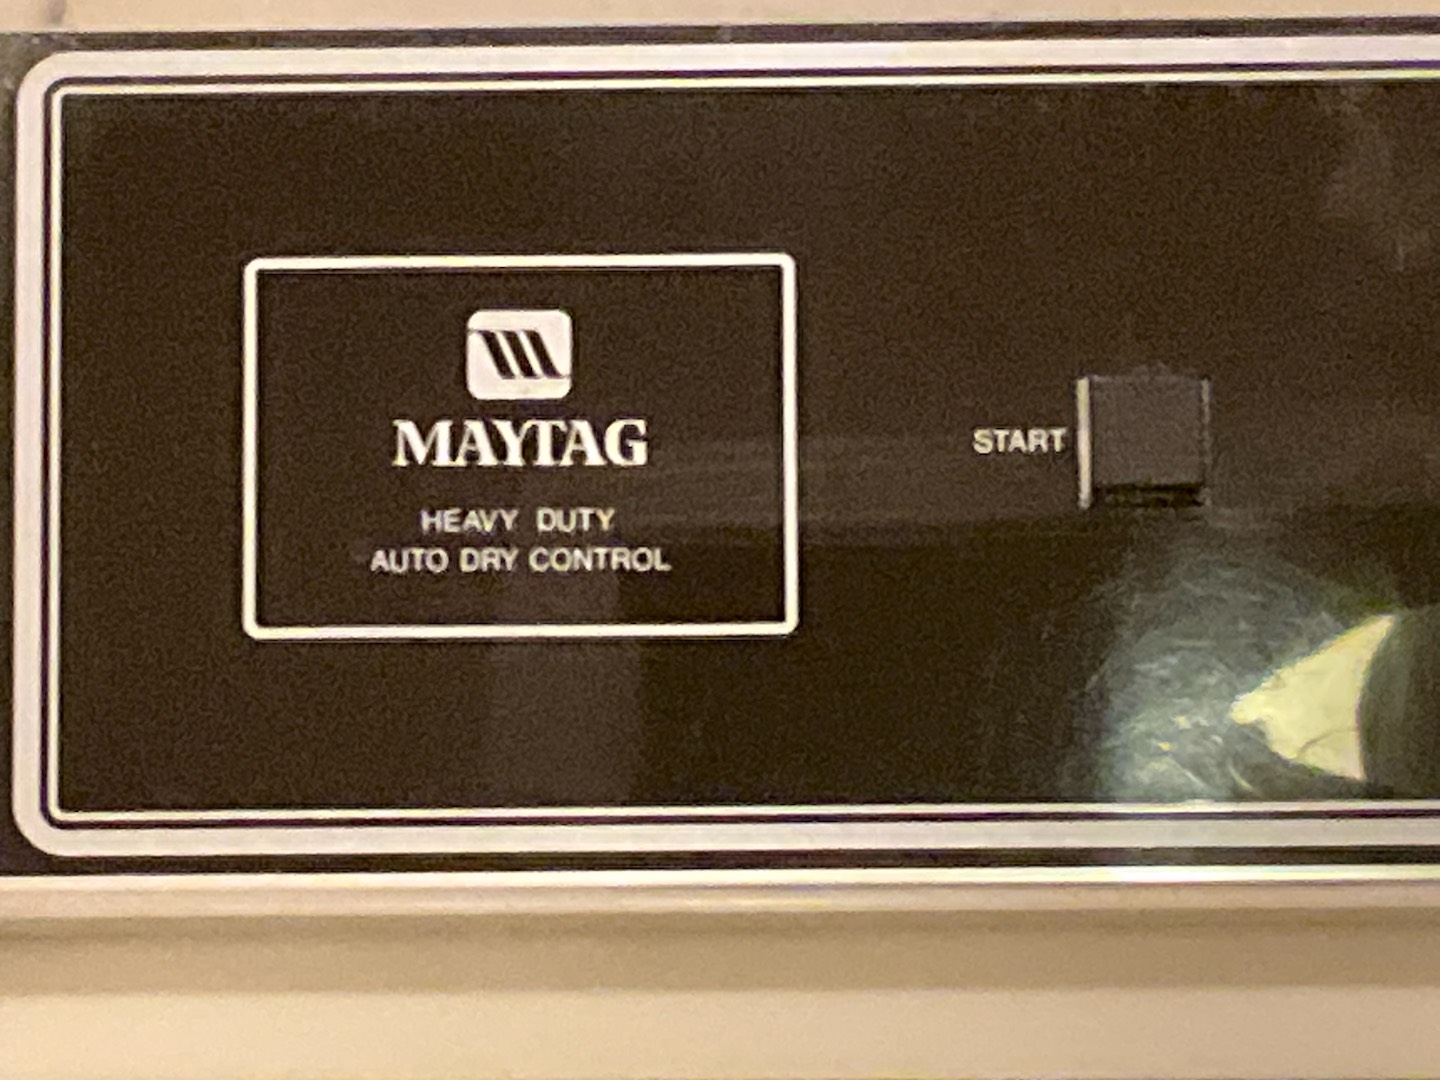 MAYTAG
HEAVY DUTY
AUTO DRY CONTROL
START